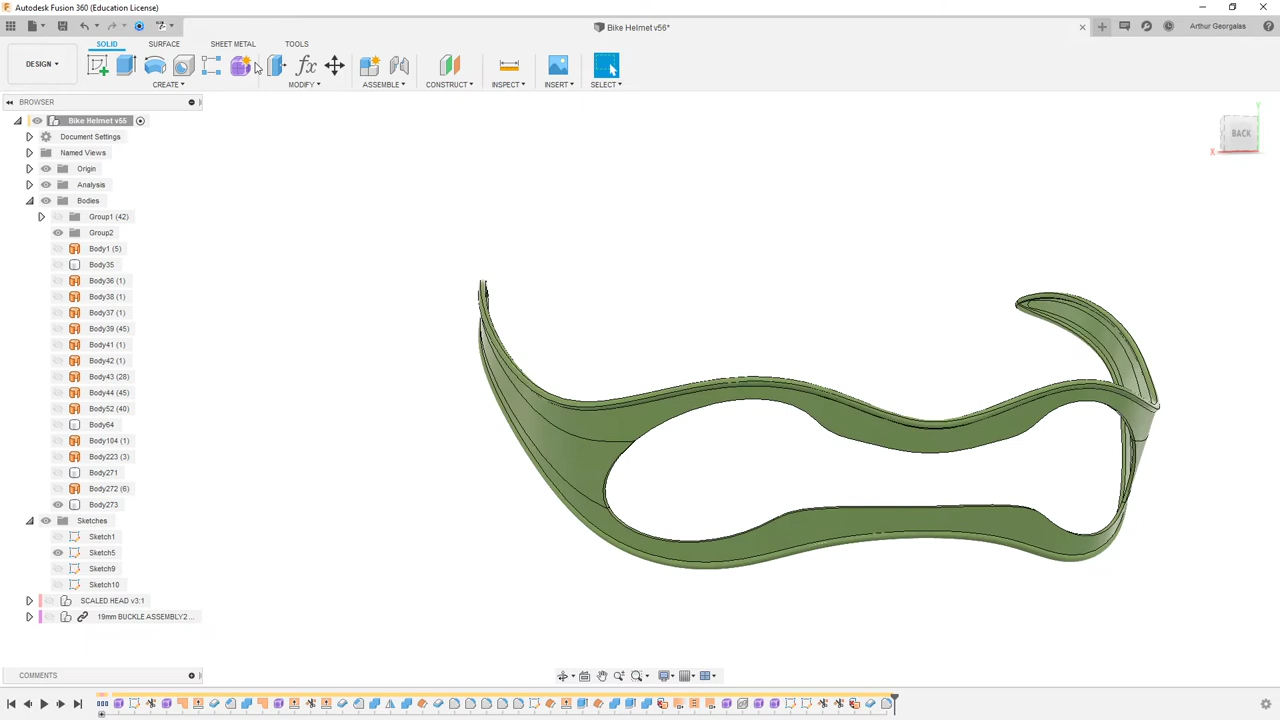 Autodesk Fusion 360 (Education License)
Bike Helmet v56*
Arthur Georgalas
SOLID SURFACE SHEET METAL TOOLS
DESIGN
CREATE MODIFY ASSEMBLE CONSTRUCT INSPECT INSERT SELECT
BROWSER
Bike Helmet v55
Document Settings
Named Views
Origin
Analysis
Bodies
Group1 (42)
Group2
Body1 (5)
Body35
Body36 (1)
Body38 (1)
Body37 (1)
Body39 (45)
Body41 (1)
Body42 (1)
Body43 (28)
Body44 (45)
Body52 (40)
Body64
Body104 (1)
Body223 (3)
Body271
Body272 (6)
Body273
Sketches
Sketch1
Sketch5
Sketch9
Sketch10
SCALED HEAD v3:1
19mm BUCKLE ASSEMBLY2...
Y
BACK
X
COMMENTS